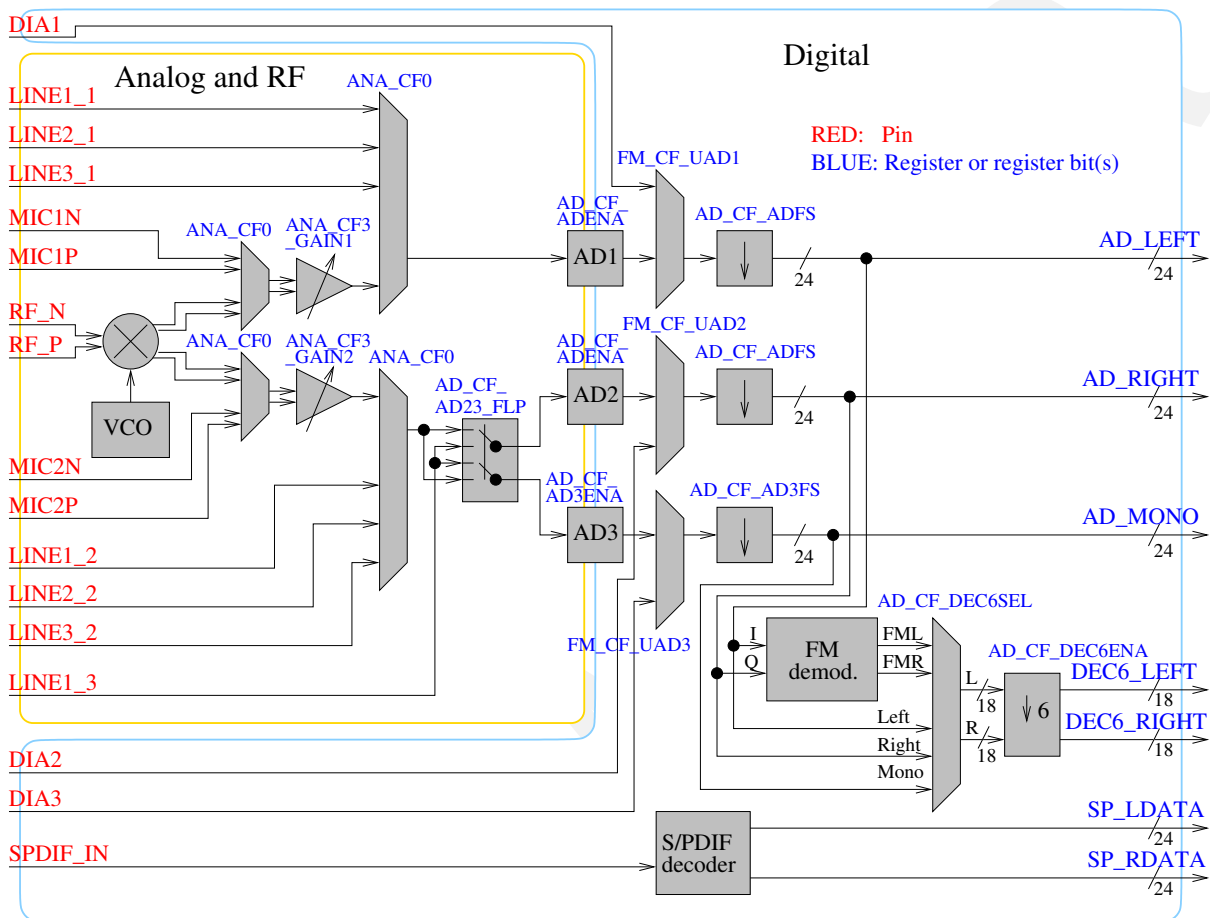 DIA1
Analog and RF
Digital
ANA_CF0
LINE1_1
LINE2_1
LINE3_1
RED: Pin
BLUE: Register or register bit(s)
FM_CF_UAD1
MIC1N
MIC1P
ANA_CF0
ANA_CF3
_GAIN1
AD_CF_
ADENA
AD1
AD_CF_ADFS
24
AD_LEFT
24
RF_N
RF_P
VCO
ANA_CF0
ANA_CF3
_GAIN2
ANA_CF0
AD_CF_
AD23_FLP
AD_CF_
ADENA
AD2
FM_CF_UAD2
AD_CF_ADFS
24
AD_RIGHT
24
MIC2N
MIC2P
AD_CF_
AD3ENA
AD3
AD_CF_AD3FS
24
AD_MONO
24
LINE1_2
LINE2_2
LINE3_2
LINE1_3
FM_CF_UAD3
AD_CF_DEC6SEL
I
Q
FM
demod.
FML
FMR
Left
Right
Mono
L
18
R
18
AD_CF_DEC6ENA
6
DEC6_LEFT
18
DEC6_RIGHT
18
DIA2
DIA3
SPDIF_IN
S/PDIF
decoder
SP_LDATA
24
SP_RDATA
24